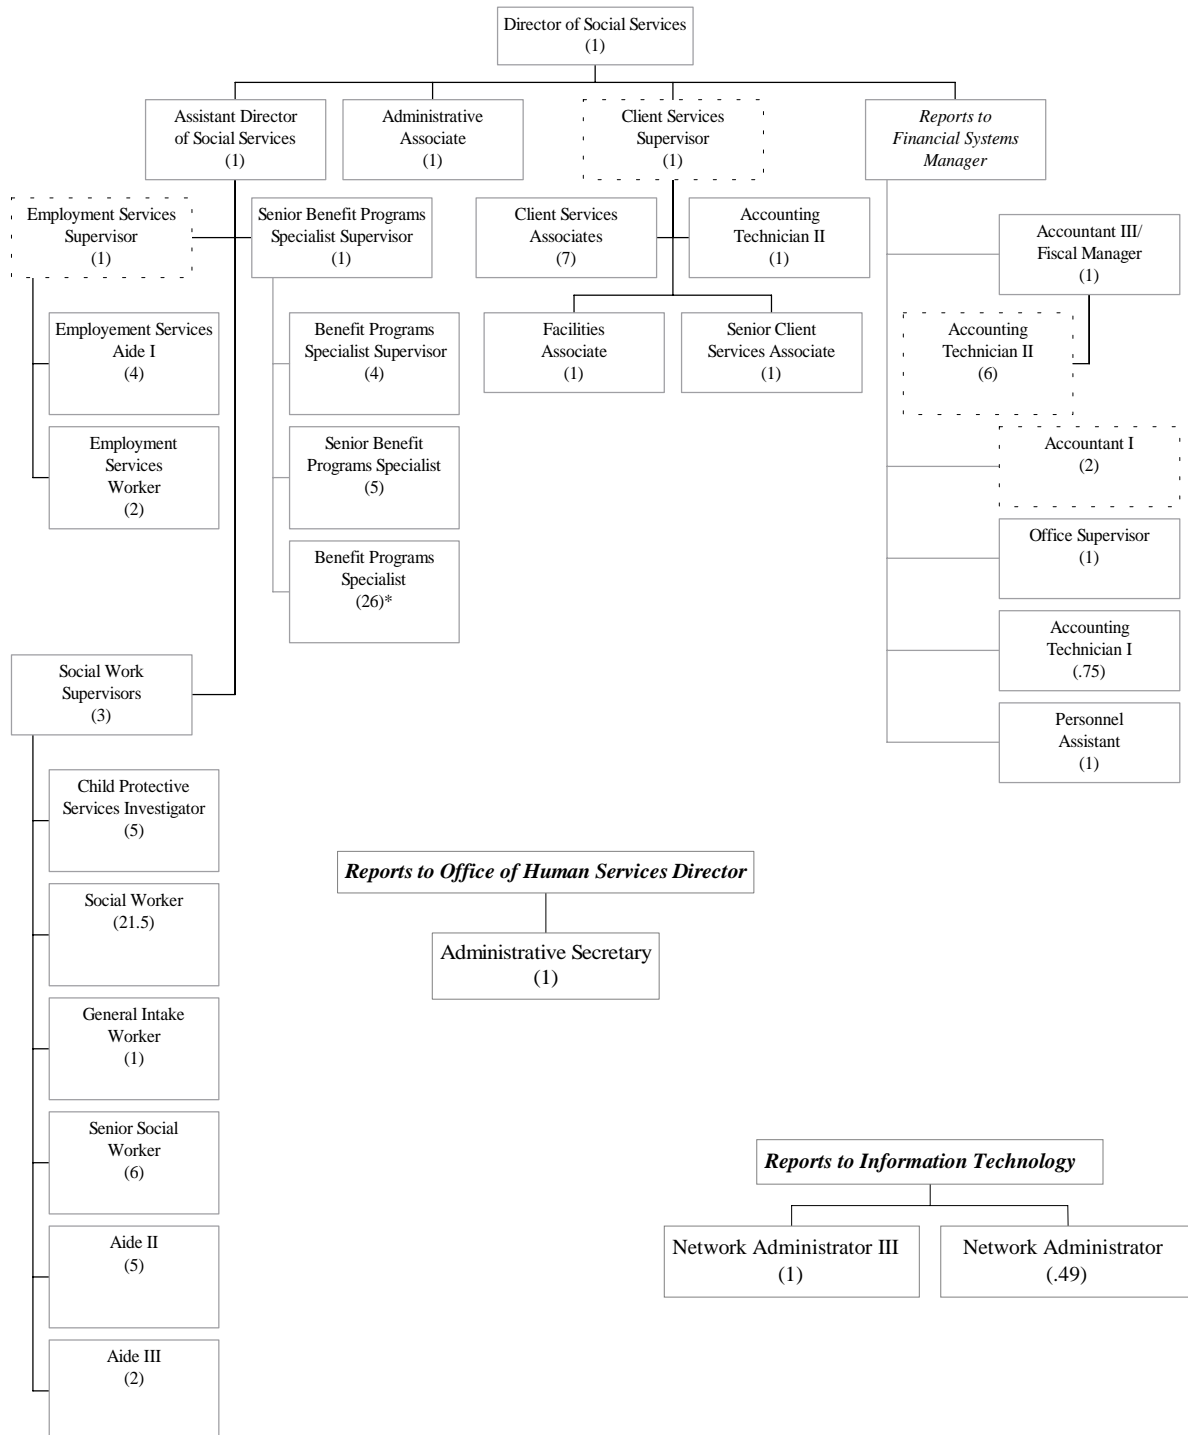 Director of Social Services
(1)
Assistant Director
of Social Services
(1)
Administrative
Associate
(1)
Client Services
Supervisor
(1)
Reports to
Financial Systems
Manager
Employment Services
Supervisor
(1)
Senior Benefit Programs
Specialist Supervisor
(1)
Client Services
Associates
(7)
Accounting
Technician II
(1)
Accountant III/
Fiscal Manager
(1)
Employement Services
Aide I
(4)
Benefit Programs
Specialist Supervisor
(4)
Facilities
Associate
(1)
Senior Client
Services Associate
(1)
Accounting
Technician II
(6)
Employment
Services
Worker
(2)
Senior Benefit
Programs Specialist
(5)
Accountant I
(2)
Benefit Programs
Specialist
(26)*
Office Supervisor
(1)
Accounting
Technician I
(.75)
Social Work
Supervisors
(3)
Personnel
Assistant
(1)
Child Protective
Services Investigator
(5)
Reports to Office of Human Services Director
Administrative Secretary
(1)
Social Worker
(21.5)
General Intake
Worker
(1)
Senior Social
Worker
(6)
Reports to Information Technology
Network Administrator III
(1)
Network Administrator
(.49)
Aide II
(5)
Aide III
(2)